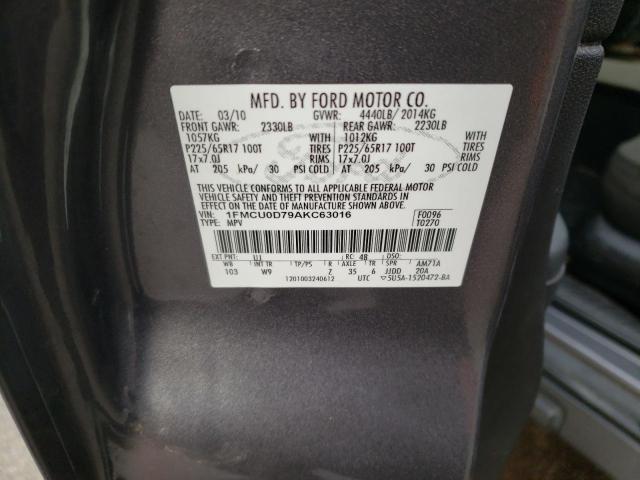 MFD. BY FORD MOTOR CO.
DATE: 03/10 GVWR: 4440LB/ 2014KG
FRONT GAWR: 2330LB REAR GAWR: 2230LB
1057KG WITH 1012KG WITH
P225/65R17 100T TIRES P225/65R17 100T TIRES
17x7.0J RIMS 17x7.0J RIMS
AT 205 kPa/ 30 PSI COLD AT 205 kPa/ 30 PSI COLD
THIS VEHICLE CONFORMS TO ALL APPLICABLE FEDERAL MOTOR
VEHICLE SAFETY AND BUMPER STANDARDS IN EFFECT ON THE DATE OF
MANUFACTURE SHOWN ABOVE.
VIN: 1FMCU0D79AKC63016 F0096
TYPE: MPV T0270
EXT PNT: UJ RC: 48 DSO:
WB INT TR TP/PS R AXLE TR SPR AM71A
103 W9 Z 35 6 JJDD 20A
1201003240612 UTC ▽5U5A-1520472-BA